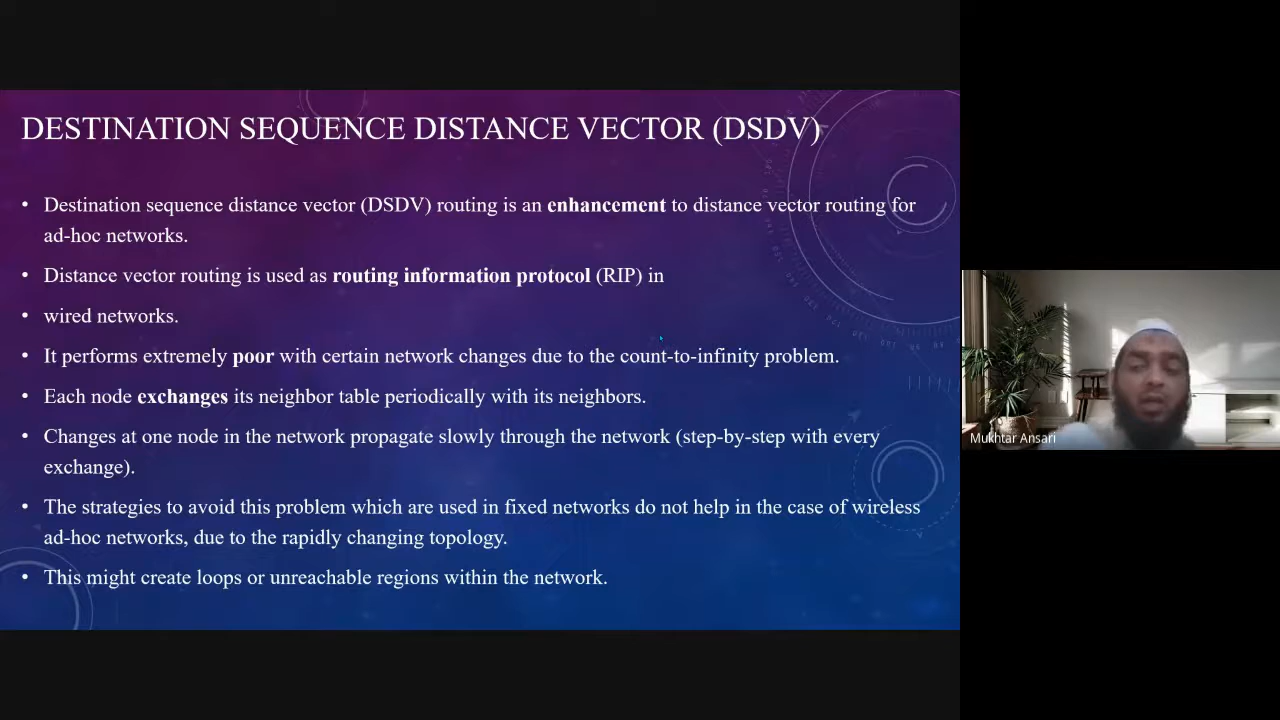 DESTINATION SEQUENCE DISTANCE VECTOR (DSDV)
• Destination sequence distance vector (DSDV) routing is an enhancement to distance vector routing for
ad-hoc networks.
• Distance vector routing is used as routing information protocol (RIP) in
• wired networks.
• It performs extremely poor with certain network changes due to the count-to-infinity problem.
• Each node exchanges its neighbor table periodically with its neighbors.
• Changes at one node in the network propagate slowly through the network (step-by-step with every
exchange).
• The strategies to avoid this problem which are used in fixed networks do not help in the case of wireless
ad-hoc networks, due to the rapidly changing topology.
• This might create loops or unreachable regions within the network.
Mukhtar Ansari